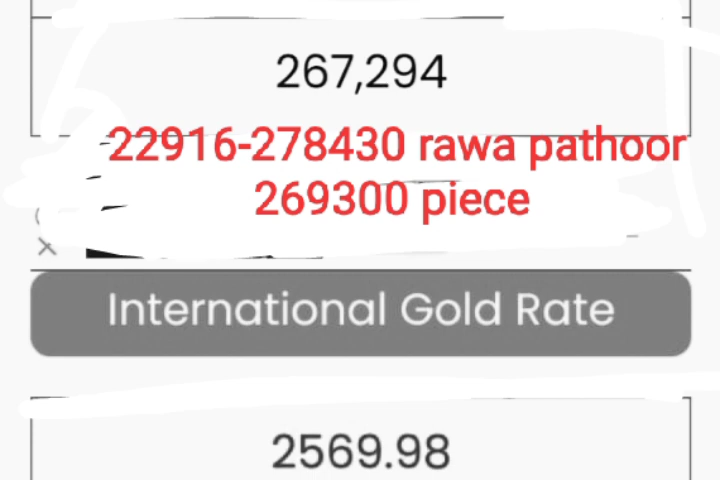 267,294
22916-278430 rawa pathoor
269300 piece
International Gold Rate
2569.98